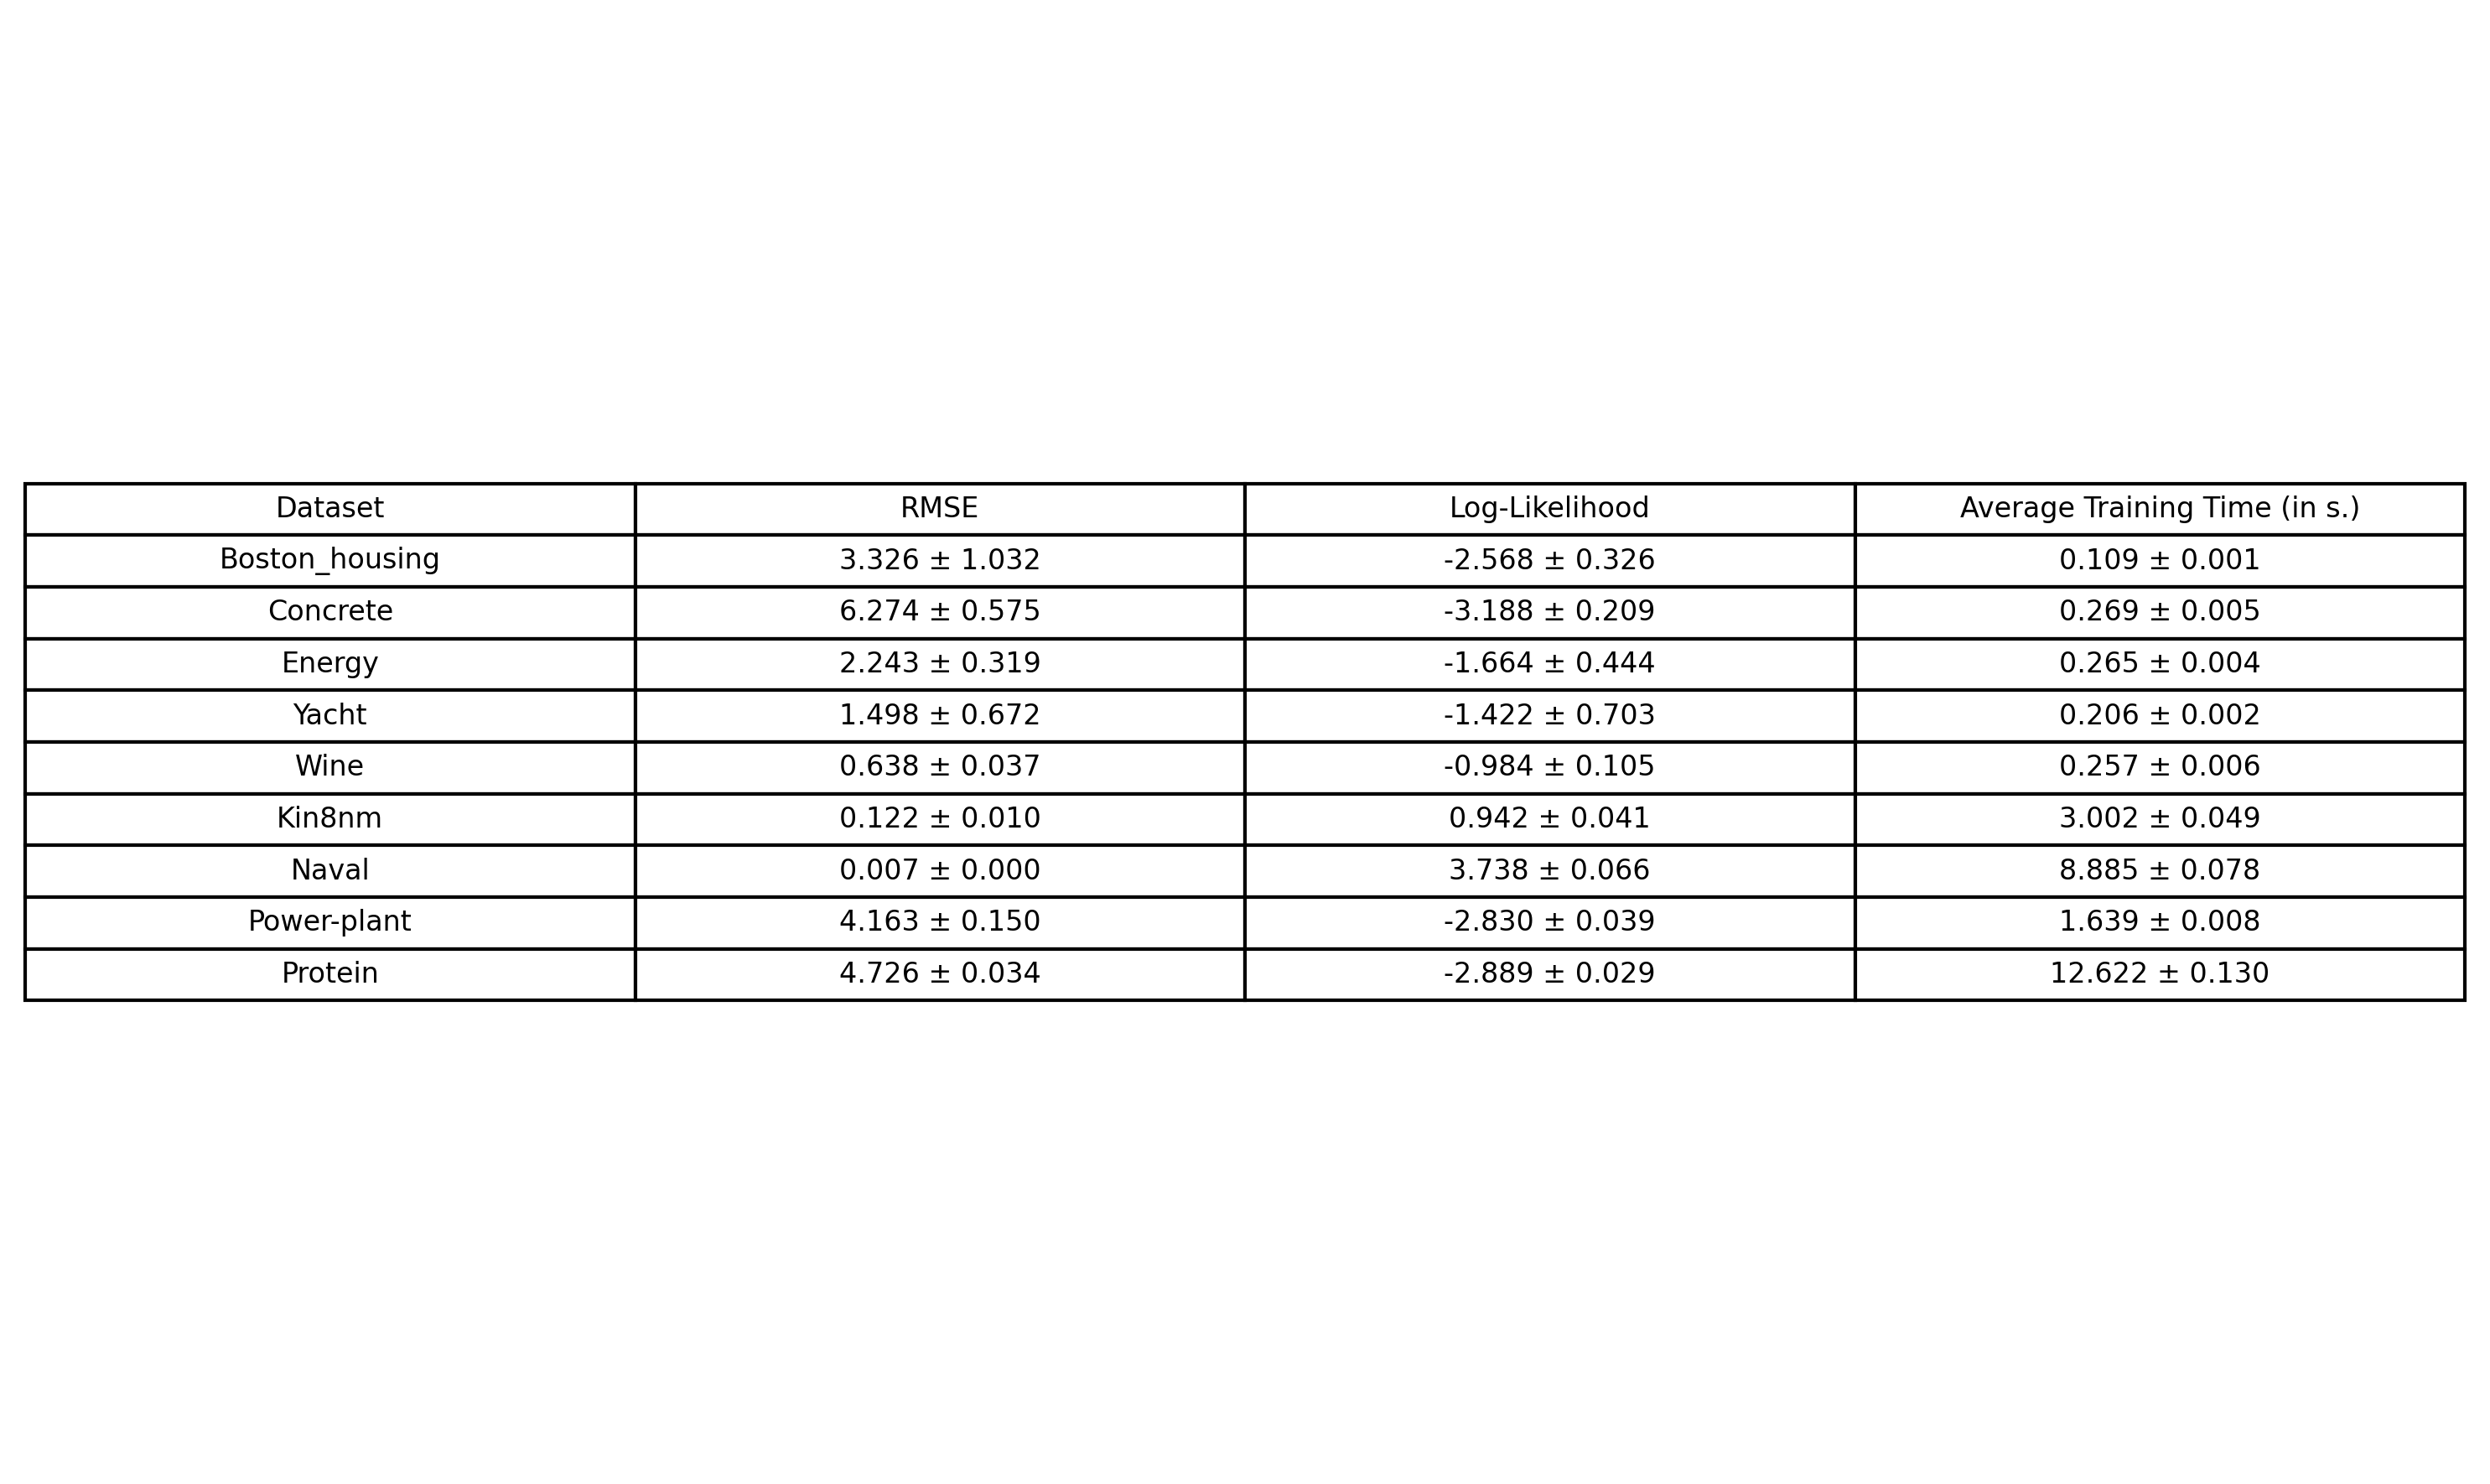 Dataset RMSE Log-Likelihood Average Training Time (in s.)
Boston_housing 3.326 ± 1.032 -2.568 ± 0.326 0.109 ± 0.001
Concrete 6.274 ± 0.575 -3.188 ± 0.209 0.269 ± 0.005
Energy 2.243 ± 0.319 -1.664 ± 0.444 0.265 ± 0.004
Yacht 1.498 ± 0.672 -1.422 ± 0.703 0.206 ± 0.002
Wine 0.638 ± 0.037 -0.984 ± 0.105 0.257 ± 0.006
Kin8nm 0.122 ± 0.010 0.942 ± 0.041 3.002 ± 0.049
Naval 0.007 ± 0.000 3.738 ± 0.066 8.885 ± 0.078
Power-plant 4.163 ± 0.150 -2.830 ± 0.039 1.639 ± 0.008
Protein 4.726 ± 0.034 -2.889 ± 0.029 12.622 ± 0.130